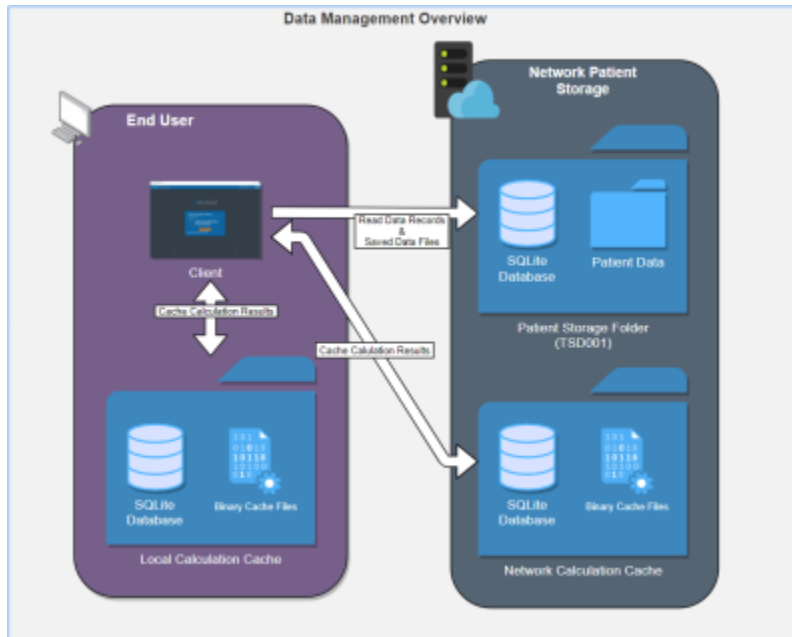 Data Management Overview
Network Patient
Storage
End User
Read Data Records
&
Saved Data Files
SQLite
Database
Patient Data
Client
Cache Calculation Results
Patient Storage Folder
(TSD001)
Cache Calulation Results
SQLite
Database
Binary Cache Files
Local Calculation Cache
SQLite
Database
Binary Cache Files
Network Calculation Cache